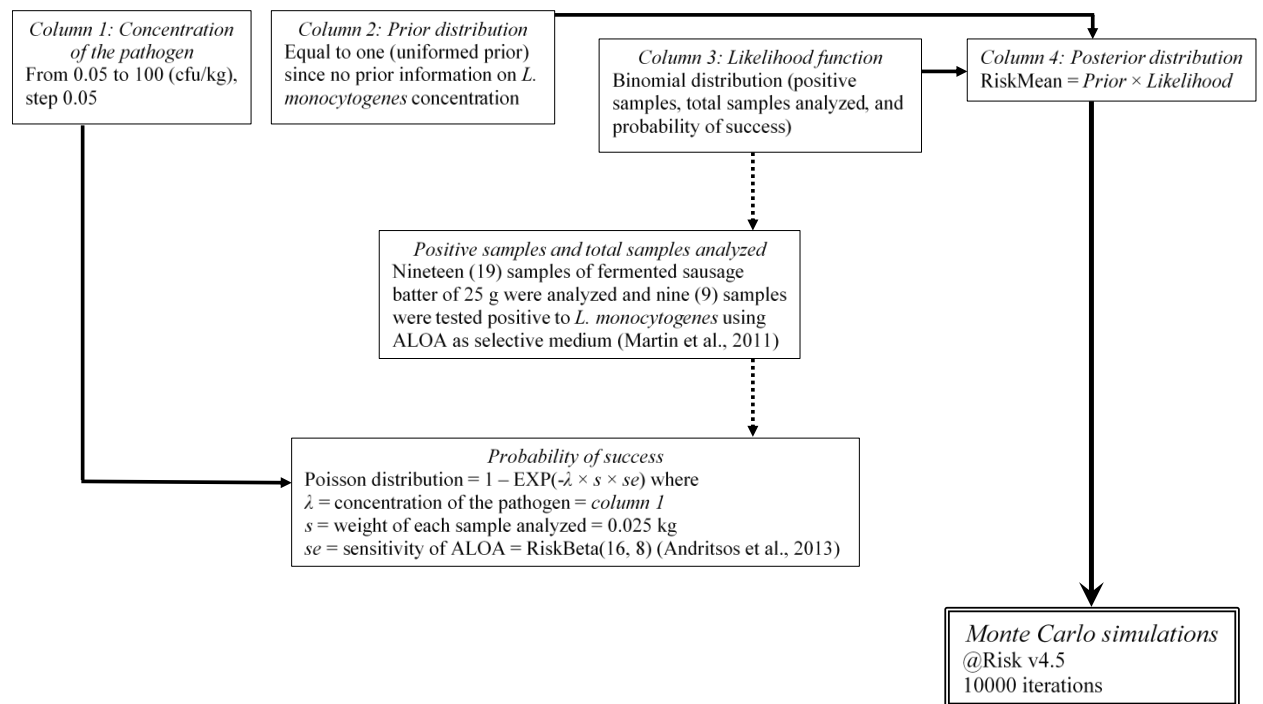 Column 1: Concentration
of the pathogen
From 0.05 to 100 (cfu/kg),
step 0.05
Column 2: Prior distribution
Equal to one (uniformed prior)
since no prior information on L.
monocytogenes concentration
Column 3: Likelihood function
Binomial distribution (positive
samples, total samples analyzed, and
probability of success)
Column 4: Posterior distribution
RiskMean = Prior × Likelihood
Positive samples and total samples analyzed
Nineteen (19) samples of fermented sausage
batter of 25 g were analyzed and nine (9) samples
were tested positive to L. monocytogenes using
ALOA as selective medium (Martin et al., 2011)
Probability of success
Poisson distribution = 1 – EXP(-λ × s × se) where
λ = concentration of the pathogen = column 1
s = weight of each sample analyzed = 0.025 kg
se = sensitivity of ALOA = RiskBeta(16, 8) (Andritsos et al., 2013)
Monte Carlo simulations
@Risk v4.5
10000 iterations